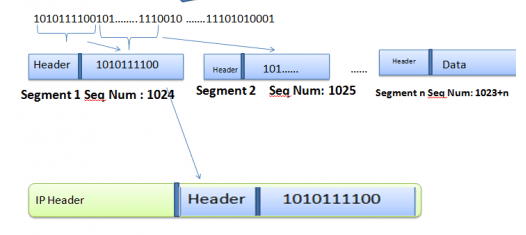 1010111100101........1110010 .......11101010001
Header 1010111100
Header 101......
......
Header Data
Segment 1 Seq Num : 1024
Segment 2 Seq Num: 1025
Segment n Seq Num: 1023+n
IP Header Header 1010111100